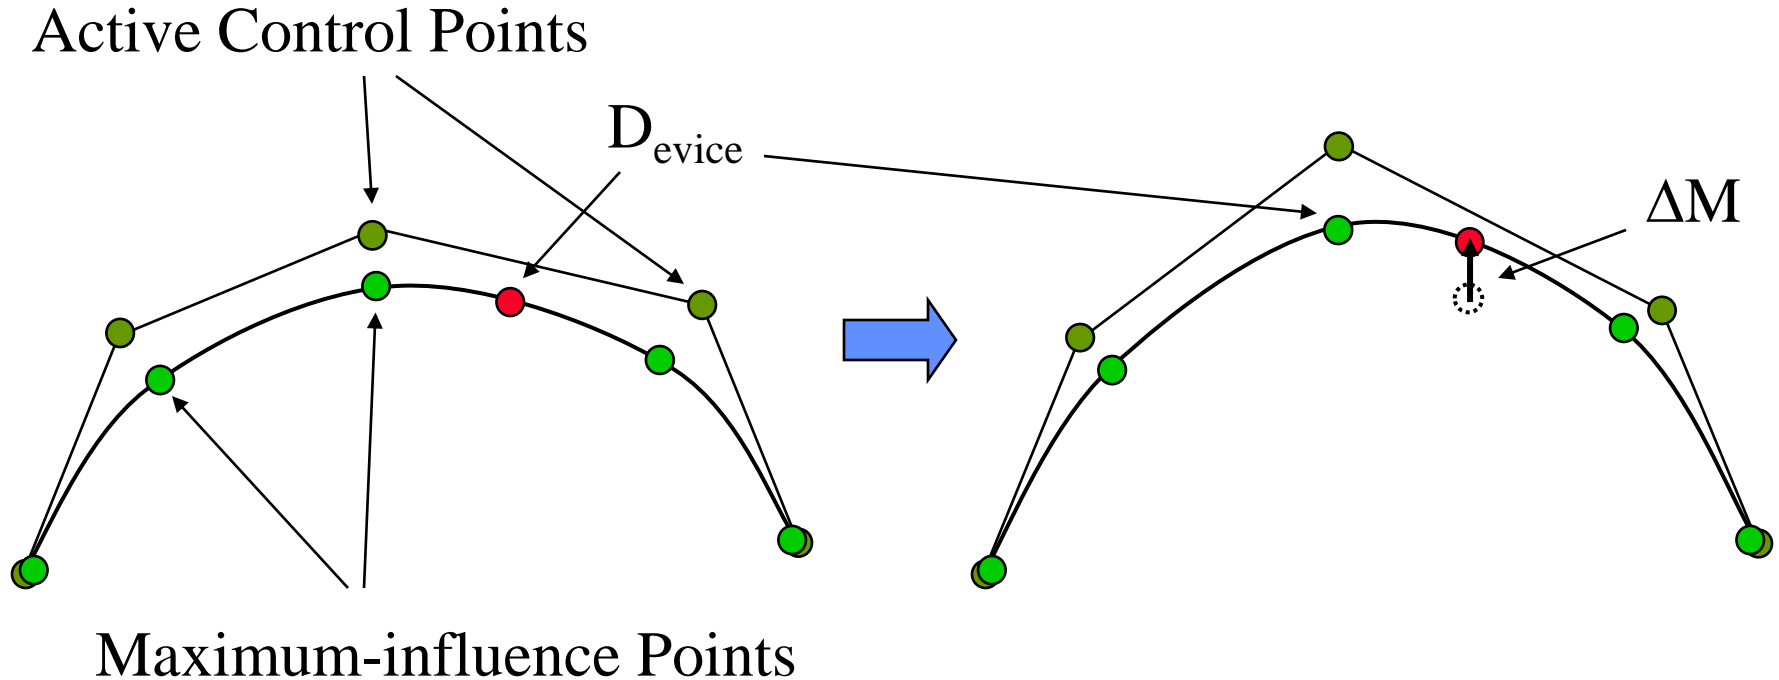 Active Control Points
Device
ΔM
Maximum-influence Points